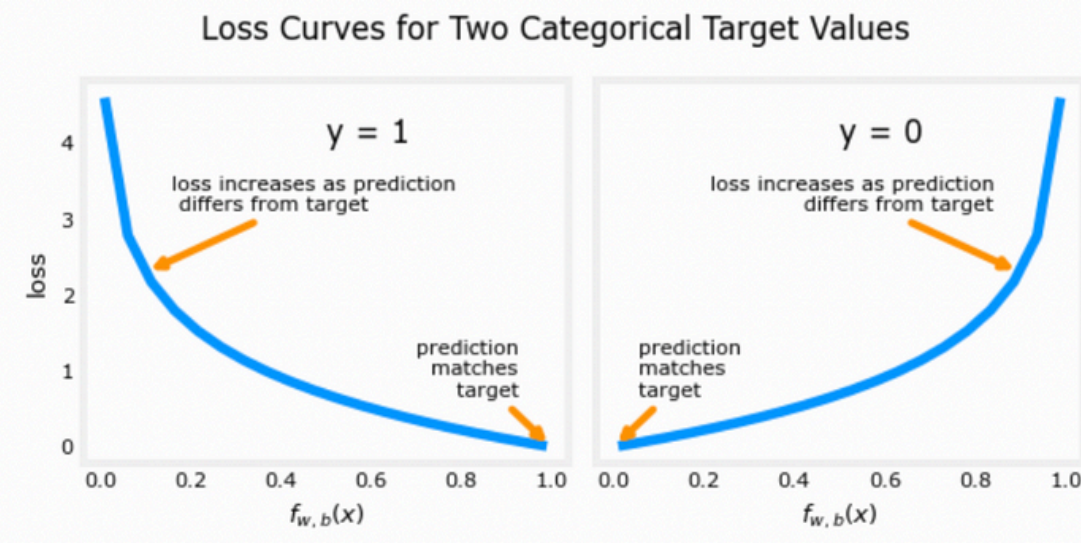 Loss Curves for Two Categorical Target Values
y = 1
loss increases as prediction
differs from target
prediction
matches
target
loss
4
3
2
1
0
0.0 0.2 0.4 0.6 0.8 1.0
f_{w, b}(x)
y = 0
loss increases as prediction
differs from target
prediction
matches
target
0.0 0.2 0.4 0.6 0.8 1.0
f_{w, b}(x)